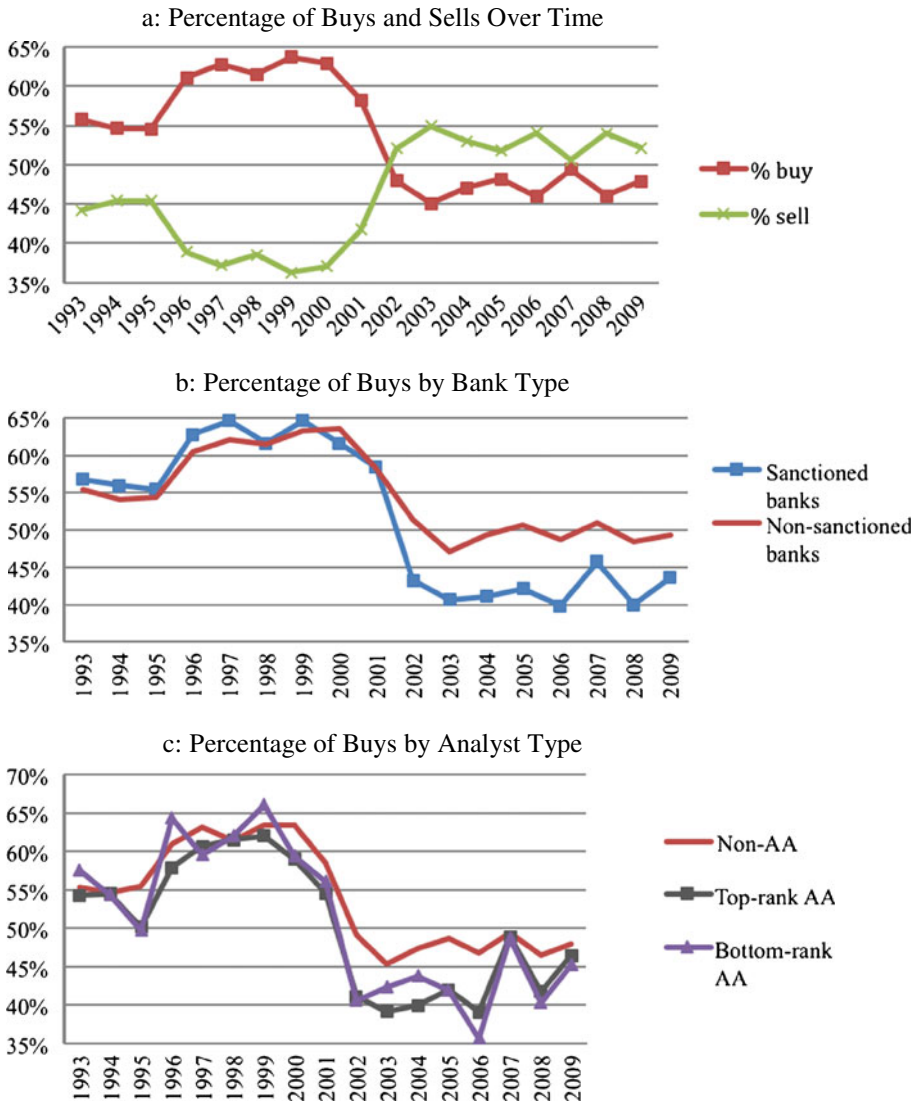 a: Percentage of Buys and Sells Over Time
65%
60%
55%
50%
45%
40%
35%
1993 1994 1995 1996 1997 1998 1999 2000 2001 2002 2003 2004 2005 2006 2007 2008 2009
% buy
% sell
b: Percentage of Buys by Bank Type
65%
60%
55%
50%
45%
40%
35%
1993 1994 1995 1996 1997 1998 1999 2000 2001 2002 2003 2004 2005 2006 2007 2008 2009
Sanctioned
banks
Non-sanctioned
banks
c: Percentage of Buys by Analyst Type
70%
65%
60%
55%
50%
45%
40%
35%
1993 1994 1995 1996 1997 1998 1999 2000 2001 2002 2003 2004 2005 2006 2007 2008 2009
Non-AA
Top-rank AA
Bottom-rank
AA